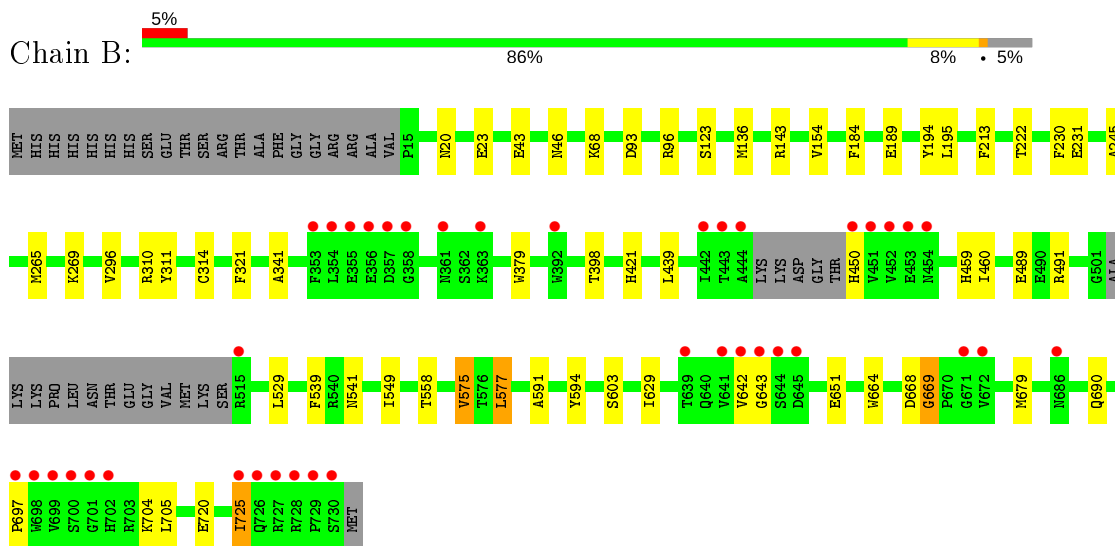 5%
Chain B:
86% 8% • 5%
MET HIS HIS HIS HIS HIS HIS SER GLU THR SER ARG THR ALA PHE GLY GLY ARG ARG ALA VAL P15 N20 E23 E43 N46 K68 D93 R96 S123 M136 R143 V154 F184 E189 Y194 L195 F213 T222 F230 E231 A245
M265 K269 V296 R310 Y311 C314 F321 A341 F353 L354 E355 E356 D357 G358 N361 S362 K363 W379 W392 T398 H421 L439 I442 T443 A444 LYS LYS ASP GLY THR H450 V451 V452 E453 N454 H459 I460 E489 E490 R491 G501 ALA
LYS LYS PRO LEU ASN THR GLU GLY VAL MET LYS SER R515 L529 F539 R540 N541 I549 T558 V575 T576 L577 A591 Y594 S603 I629 T639 Q640 V641 V642 G643 S644 D645 E651 W664 D668 G669 P670 G671 V672 M679 N686 Q690
P697 W698 V699 S700 G701 H702 R703 K704 L705 E720 I725 Q726 R727 R728 P729 S730 MET